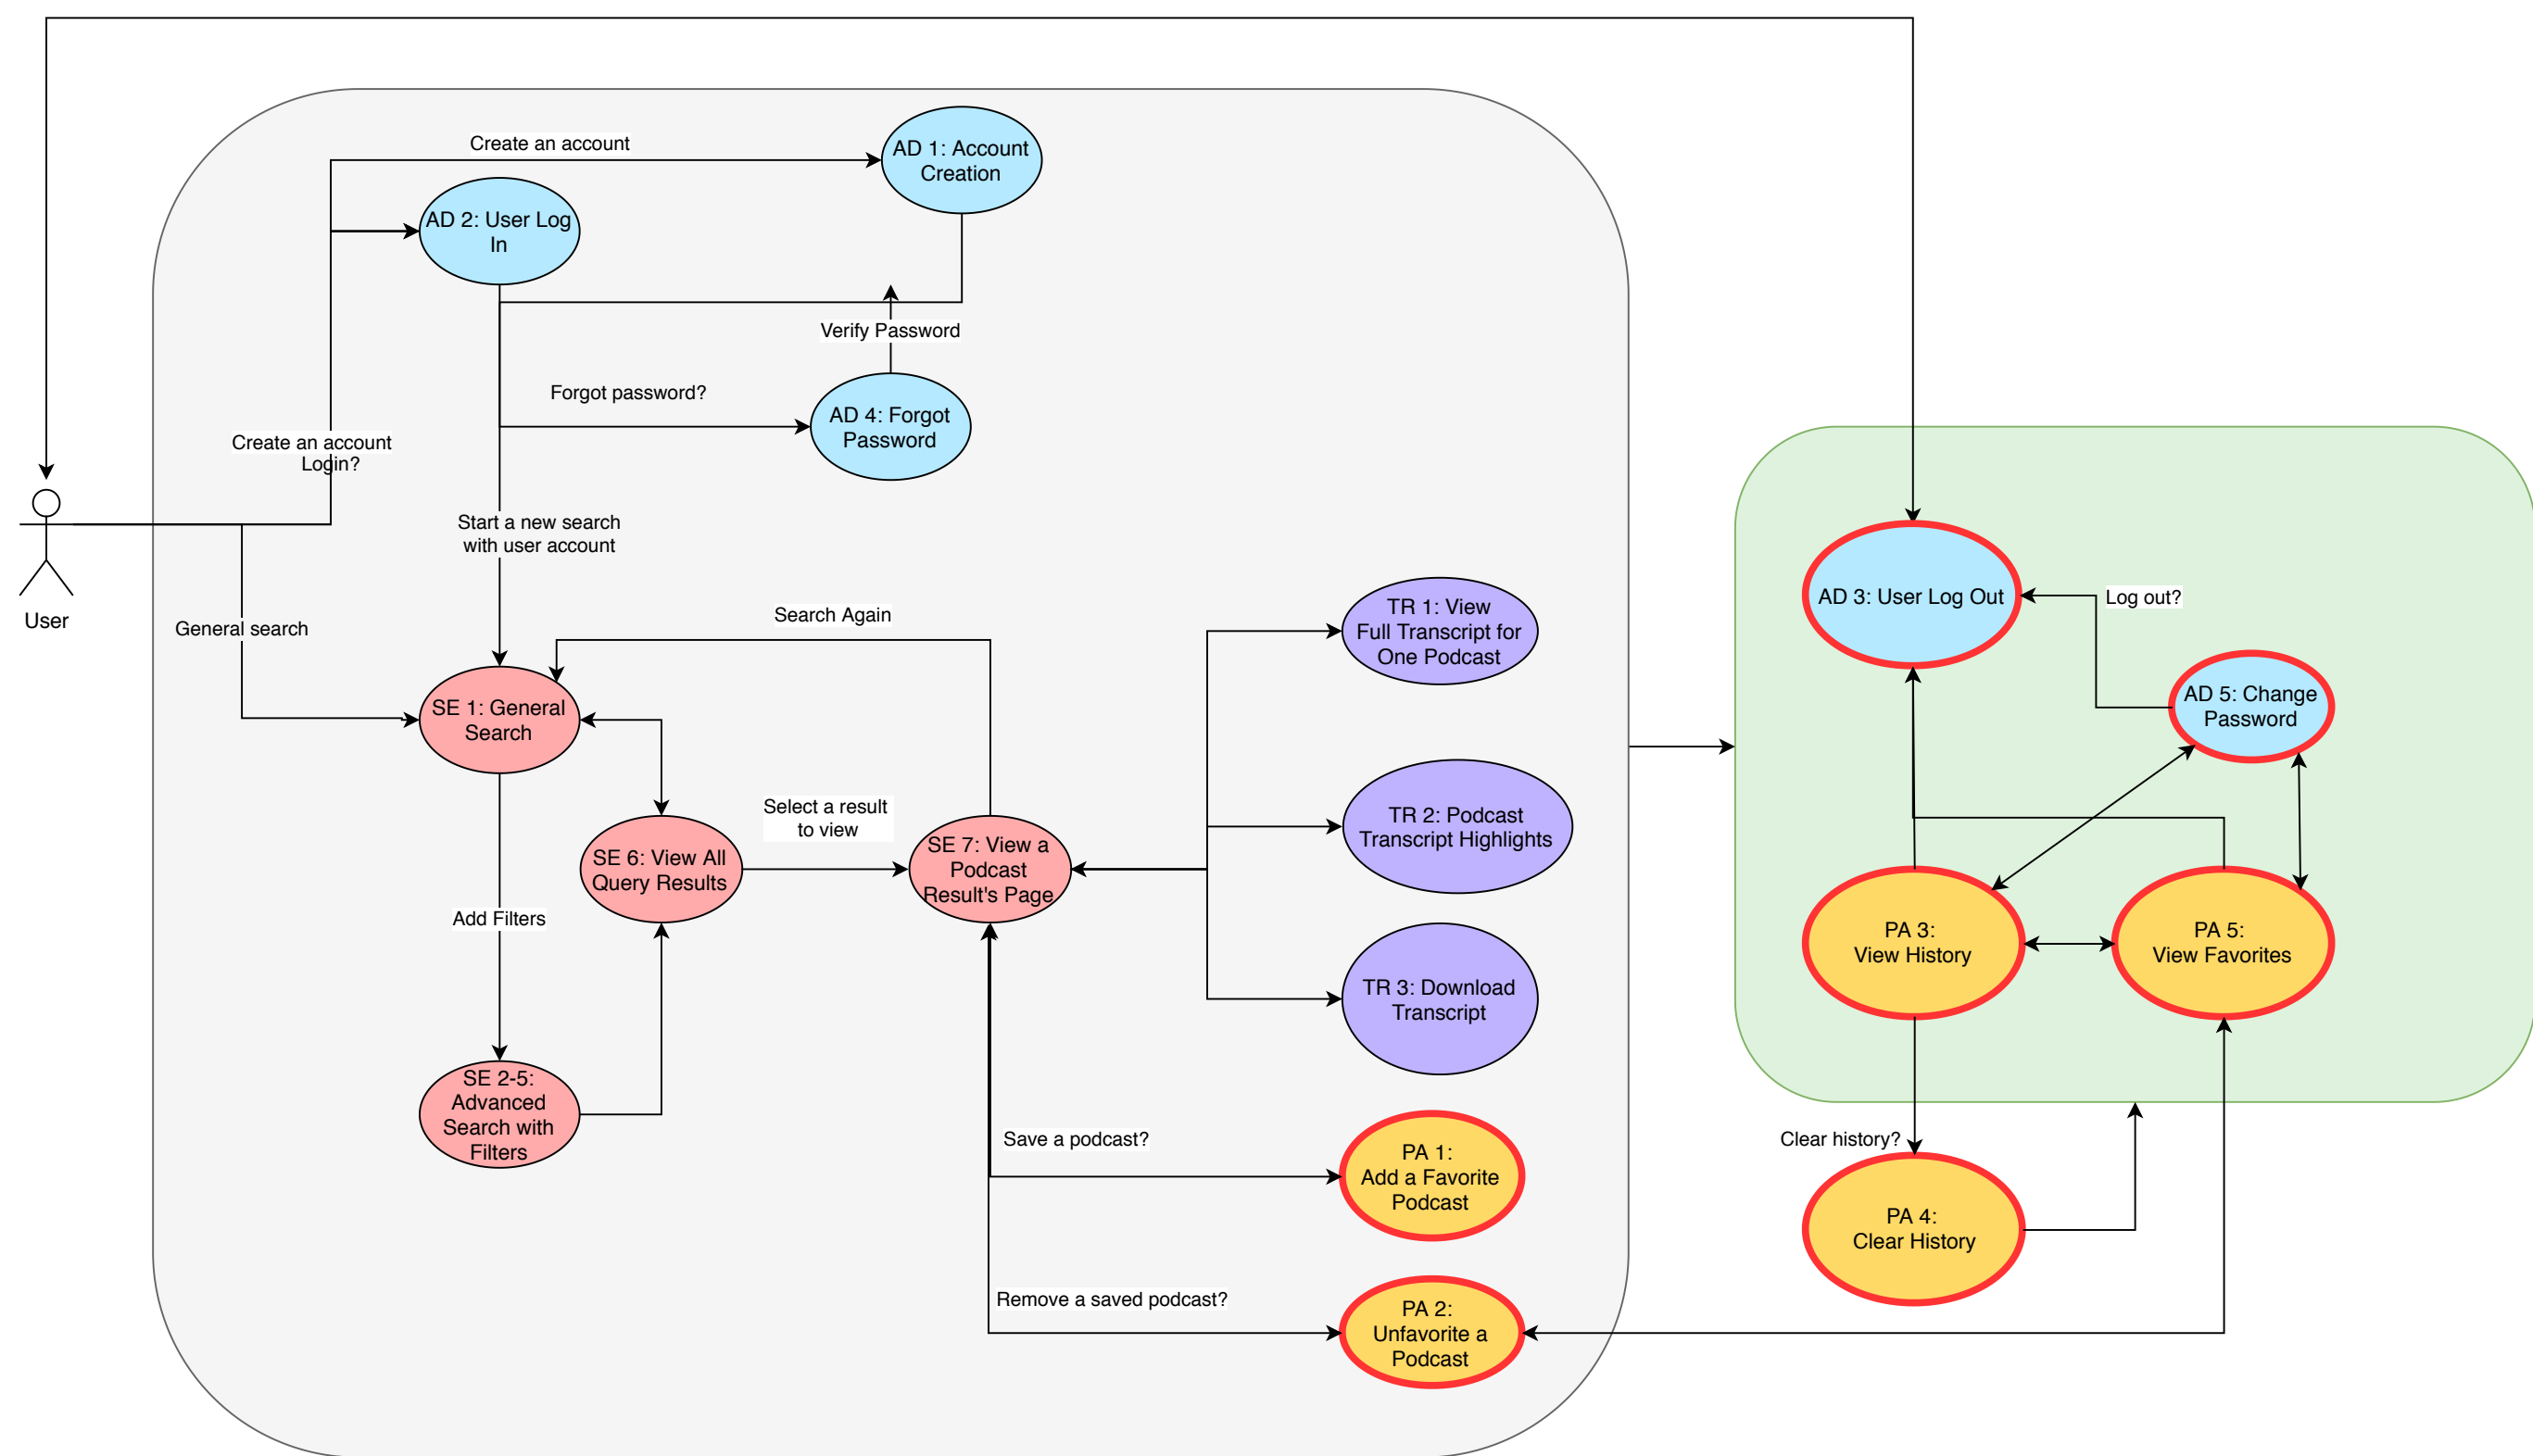 Create an account
AD 1: Account
Creation
AD 2: User Log
In
Verify Password
Forgot password?
AD 4: Forgot
Password
Create an account
Login?
Start a new search
with user account
User
General search
Search Again
SE 1: General
Search
Select a result
to view
SE 6: View All
Query Results
SE 7: View a
Podcast
Result's Page
Add Filters
SE 2-5:
Advanced
Search with
Filters
TR 1: View
Full Transcript for
One Podcast
TR 2: Podcast
Transcript Highlights
TR 3: Download
Transcript
Save a podcast?
PA 1:
Add a Favorite
Podcast
Remove a saved podcast?
PA 2:
Unfavorite a
Podcast
AD 3: User Log Out
Log out?
AD 5: Change
Password
PA 3:
View History
PA 5:
View Favorites
Clear history?
PA 4:
Clear History